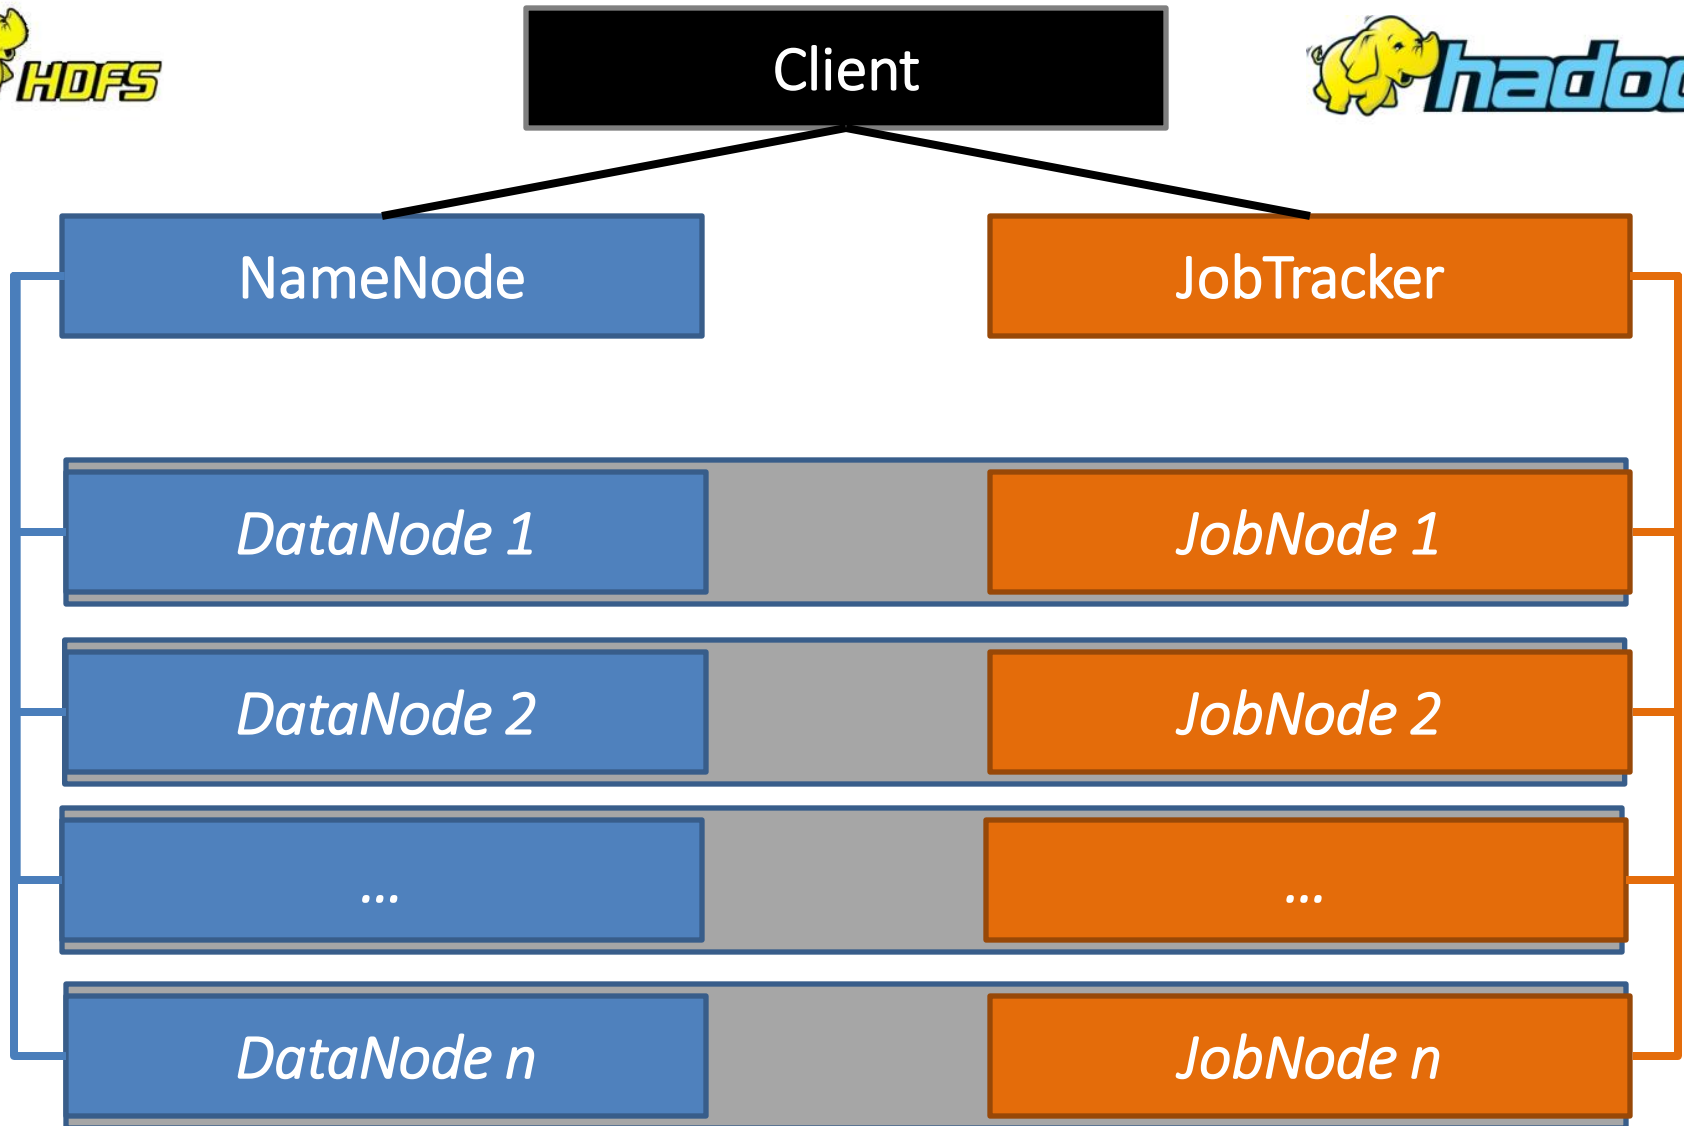 HDFS
Client
hadoo
NameNode
JobTracker
DataNode 1
JobNode 1
DataNode 2
JobNode 2
...
...
DataNode n
JobNode n